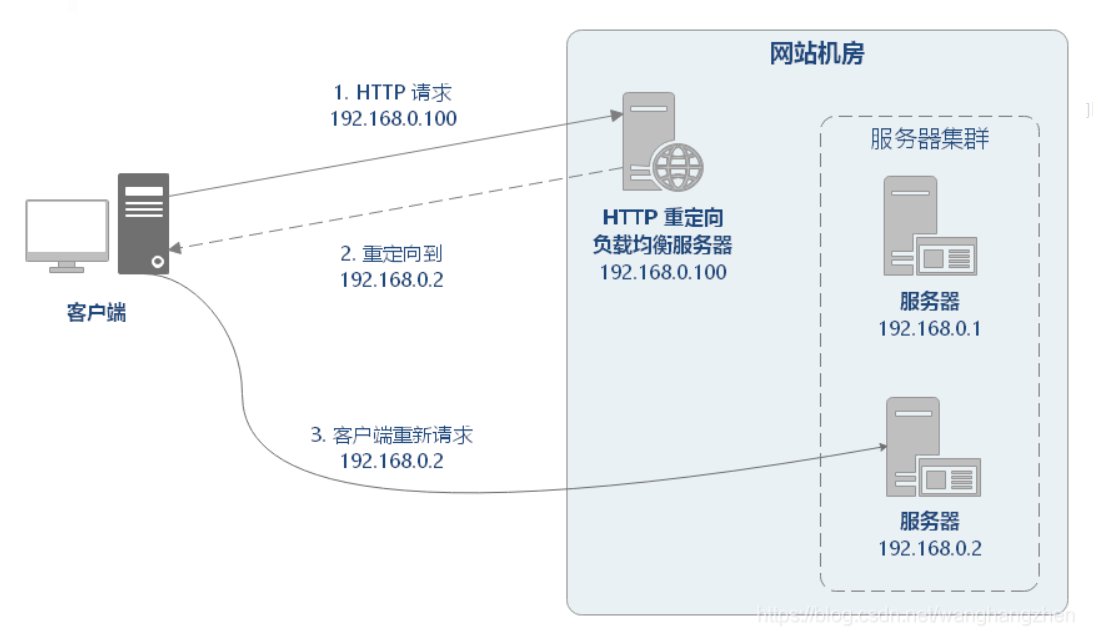 网站机房
1. HTTP 请求
192.168.0.100
服务器集群
HTTP 重定向
负载均衡服务器
192.168.0.100
2. 重定向到
192.168.0.2
客户端
服务器
192.168.0.1
3. 客户端重新请求
192.168.0.2
服务器
192.168.0.2
https://blog.csdn.net/wanghangzhen